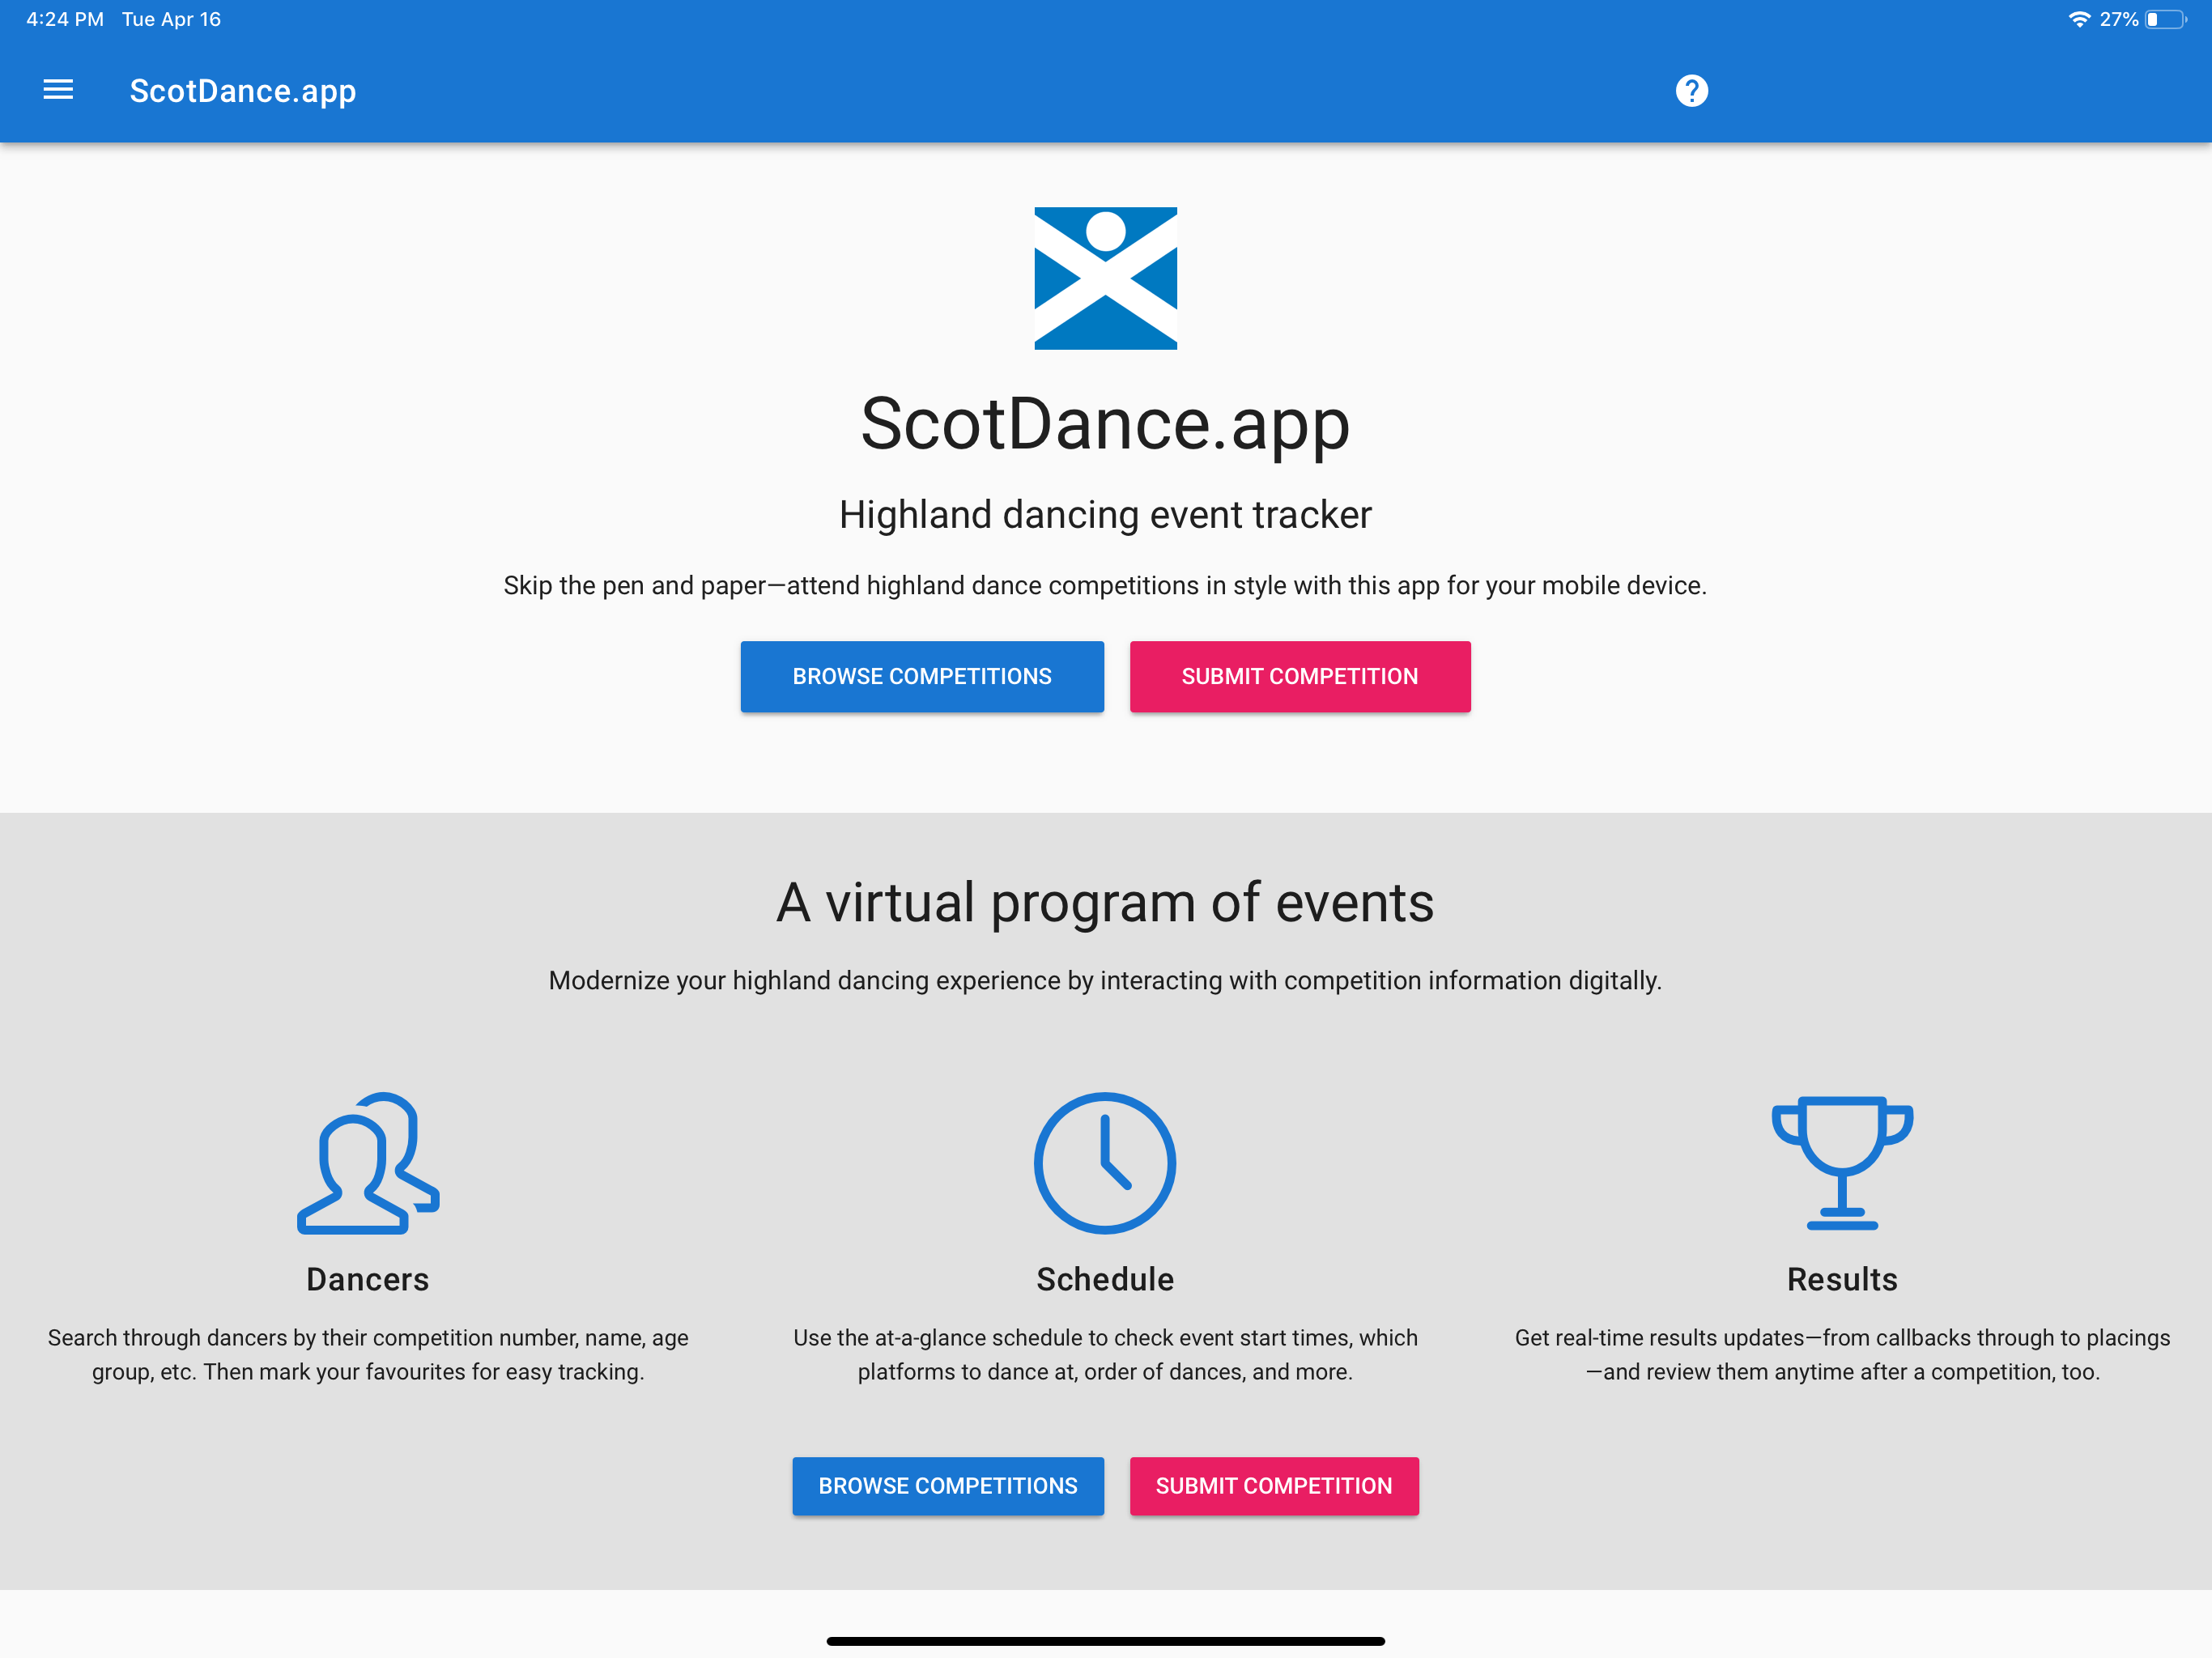 4:24 PM Tue Apr 16 27%
ScotDance.app ?
ScotDance.app
Highland dancing event tracker
Skip the pen and paper—attend highland dance competitions in style with this app for your mobile device.
BROWSE COMPETITIONS SUBMIT COMPETITION
A virtual program of events
Modernize your highland dancing experience by interacting with competition information digitally.
Dancers
Search through dancers by their competition number, name, age
group, etc. Then mark your favourites for easy tracking.
Schedule
Use the at-a-glance schedule to check event start times, which
platforms to dance at, order of dances, and more.
Results
Get real-time results updates—from callbacks through to placings
—and review them anytime after a competition, too.
BROWSE COMPETITIONS SUBMIT COMPETITION